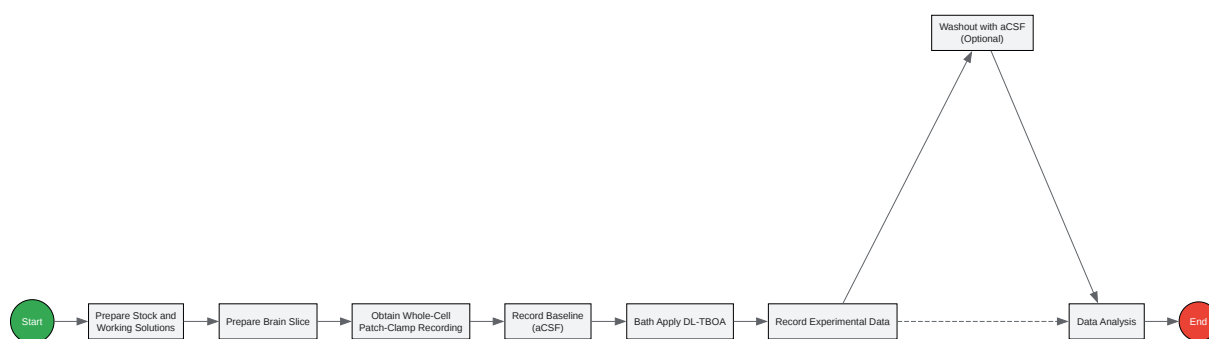 Washout with aCSF
(Optional)
Start
Prepare Stock and
Working Solutions
Prepare Brain Slice
Obtain Whole-Cell
Patch-Clamp Recording
Record Baseline
(aCSF)
Bath Apply DL-TBOA
Record Experimental Data
Data Analysis
End